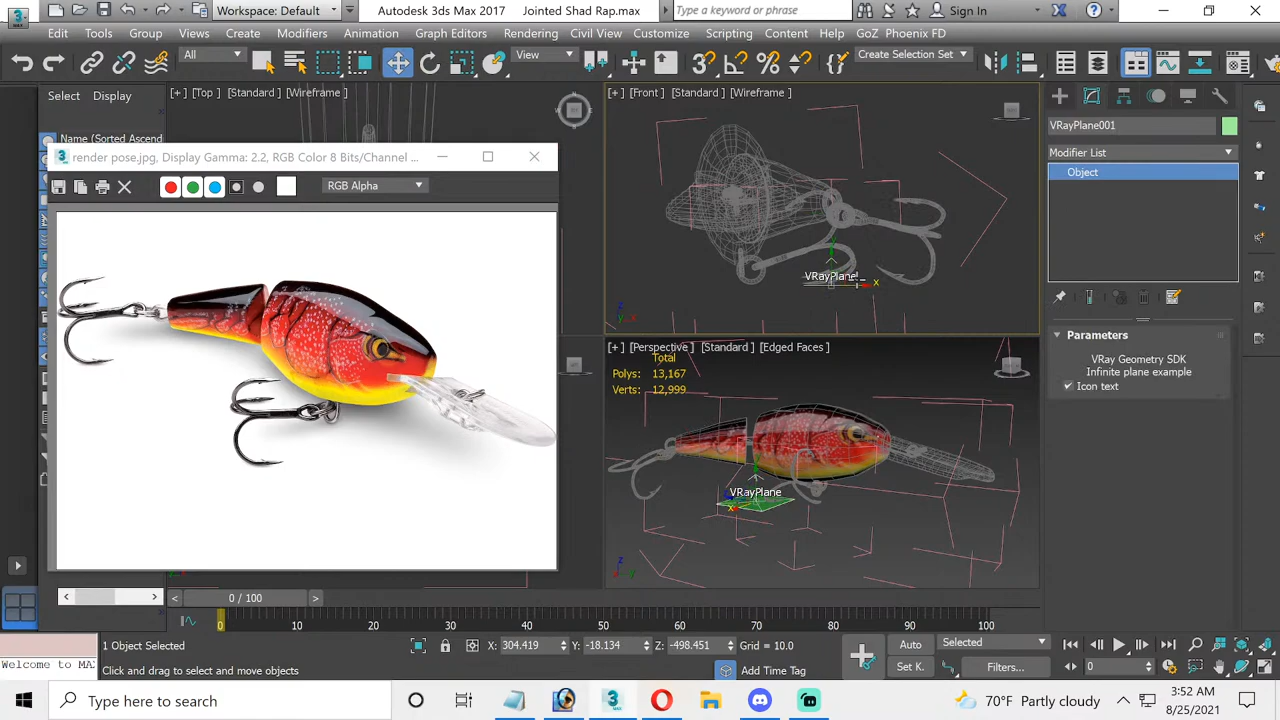 Workspace: Default
Autodesk 3ds Max 2017
Jointed Shad Rap.max
Type a keyword or phrase
Sign In
Edit
Tools
Group
Views
Create
Modifiers
Animation
Graph Editors
Rendering
Civil View
Customize
Scripting
Content
Help
GoZ
Phoenix FD
All
View
Create Selection Set
Select
Display
[+] [Top ] [Standard ] [Wireframe ]
[+] [Front ] [Standard ] [Wireframe ]
VRayPlane001
Name (Sorted Ascend
Modifier List
render pose.jpg, Display Gamma: 2.2, RGB Color 8 Bits/Channel ...
Object
RGB Alpha
VRayPlane
x
[+] [Perspective ] [Standard ] [Edged Faces ]
Total
Polys: 13,167
Verts: 12,999
Parameters
VRay Geometry SDK
Infinite plane example
Icon text
VRayPlane
x
z
y
0 / 100
0
10
20
30
40
50
60
70
80
90
100
1 Object Selected
X: 304.419
Y: -18.134
Z: -498.451
Grid = 10.0
Auto
Selected
Welcome to MAX
Click and drag to select and move objects
Add Time Tag
Set K.
Filters...
0
Type here to search
70°F Partly cloudy
3:52 AM
8/25/2021